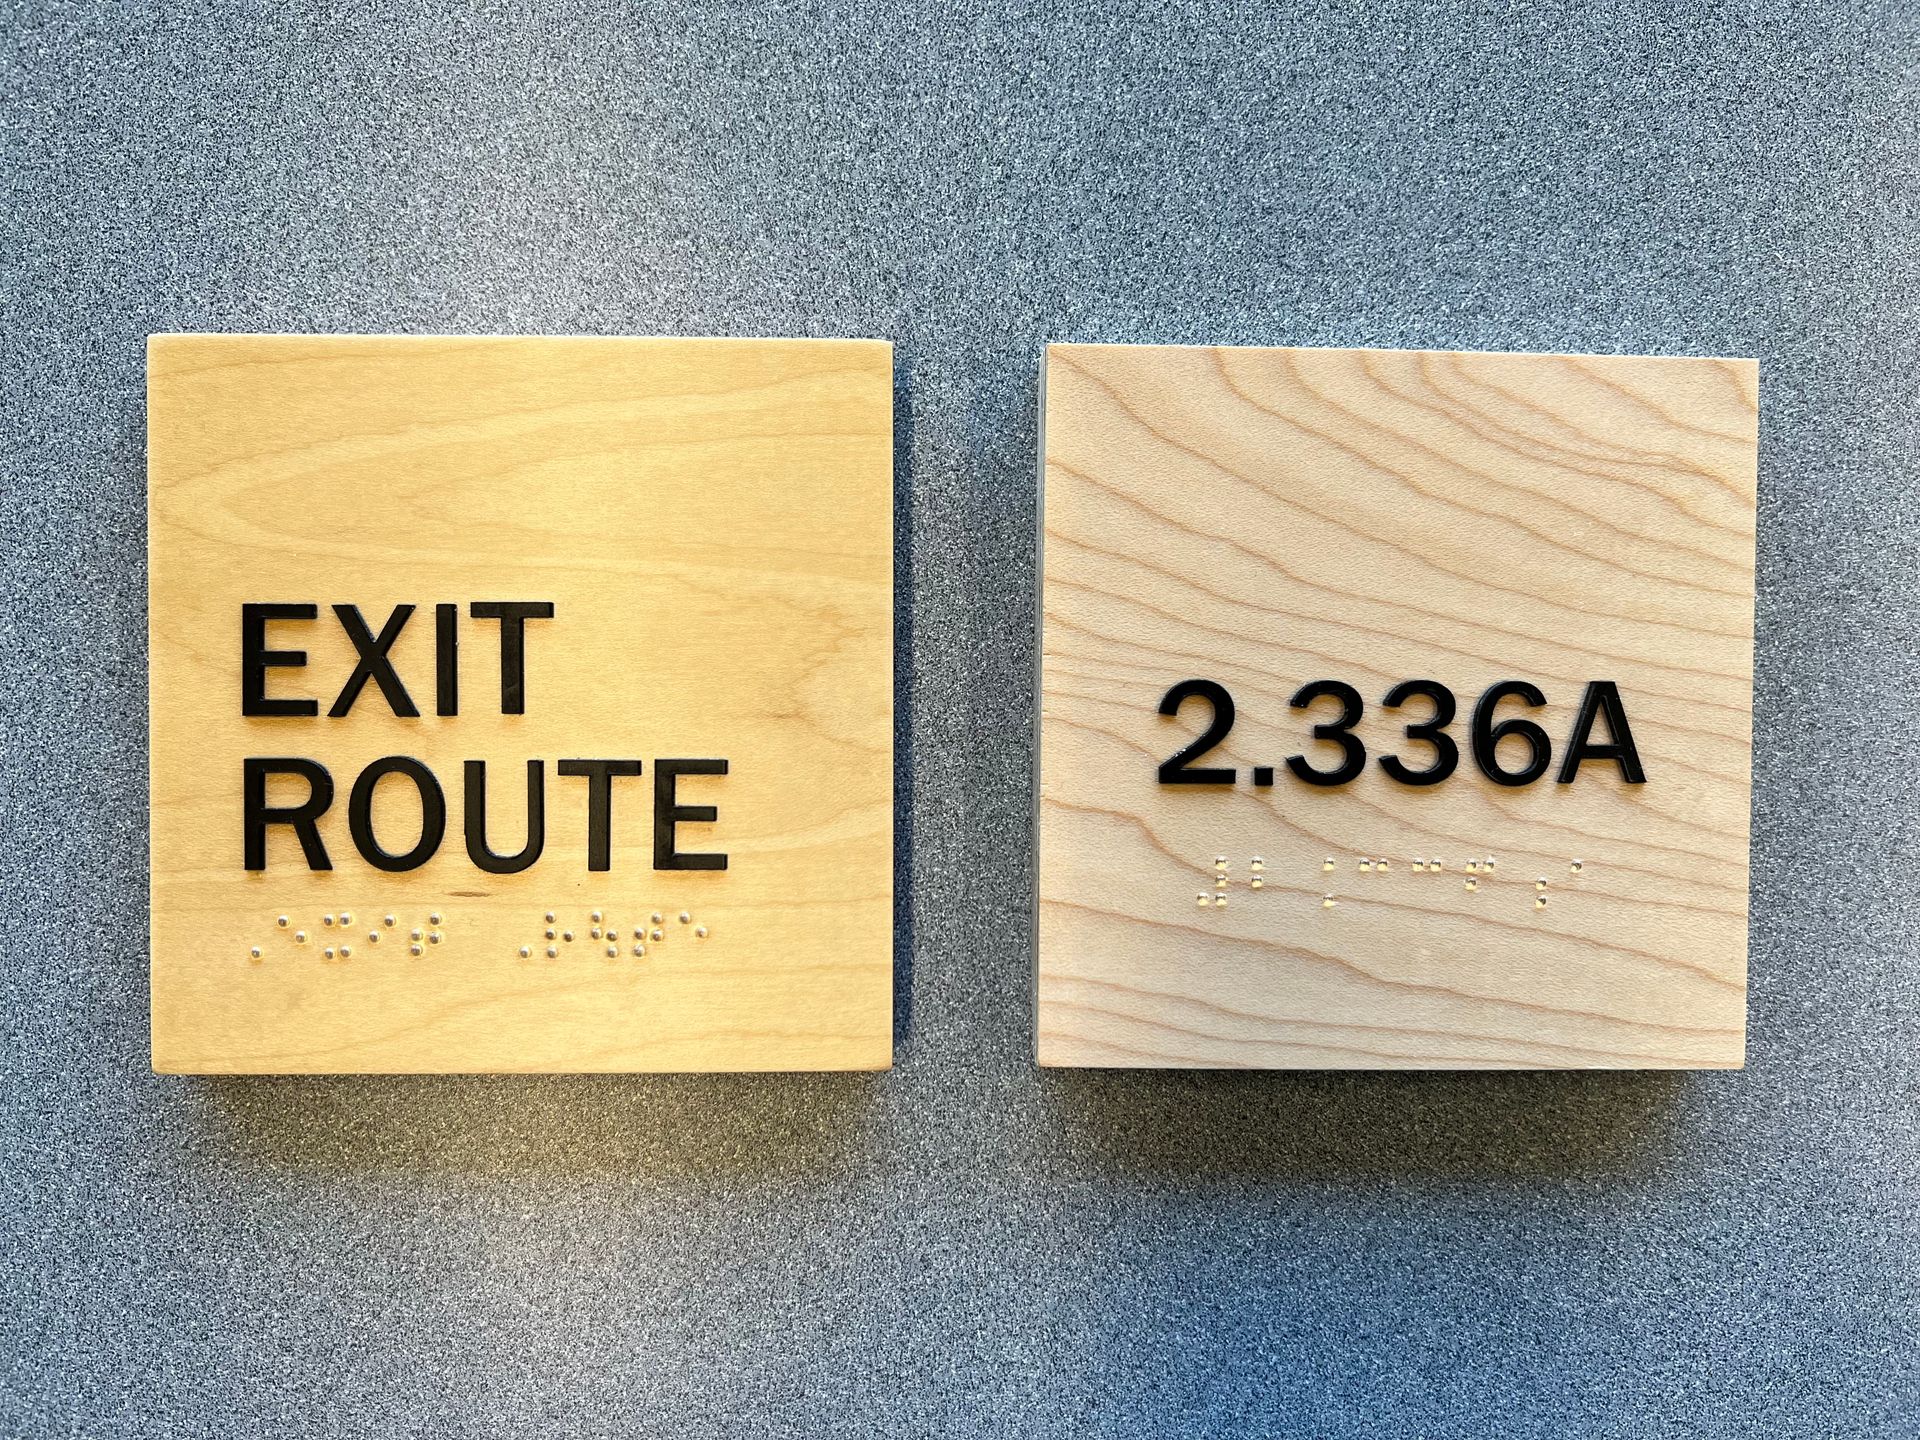 EXIT
ROUTE
⠠⠑⠭⠊⠞ ⠠⠗⠳⠞⠑
2.336A
⠼⠃⠨⠉⠉⠋⠰⠁